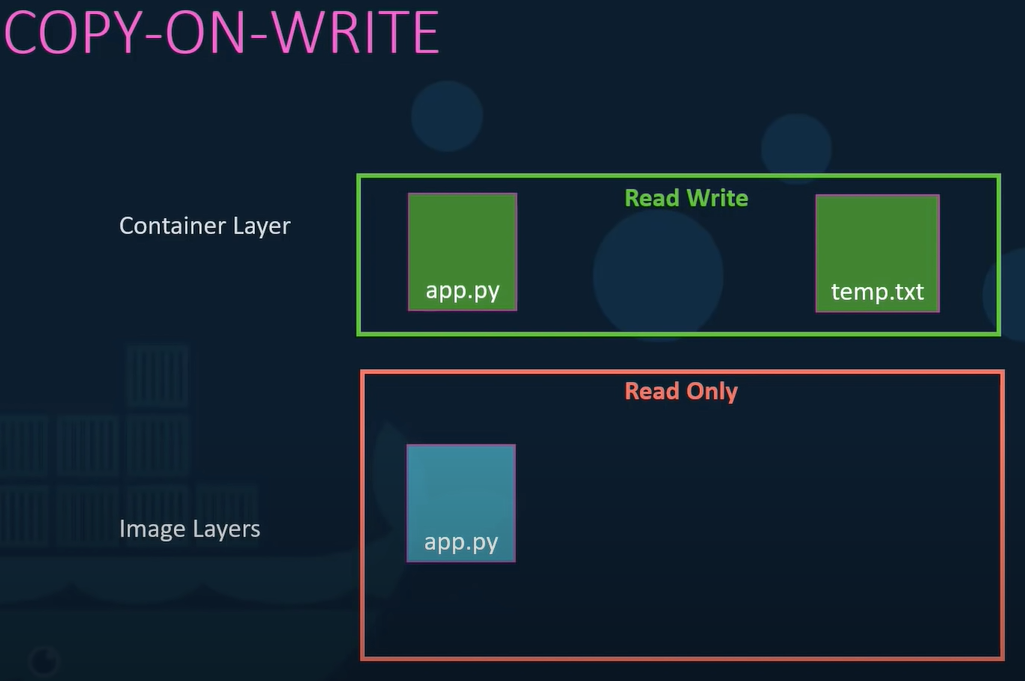 COPY-ON-WRITE
Read Write
Container Layer
app.py
temp.txt
Read Only
Image Layers
app.py